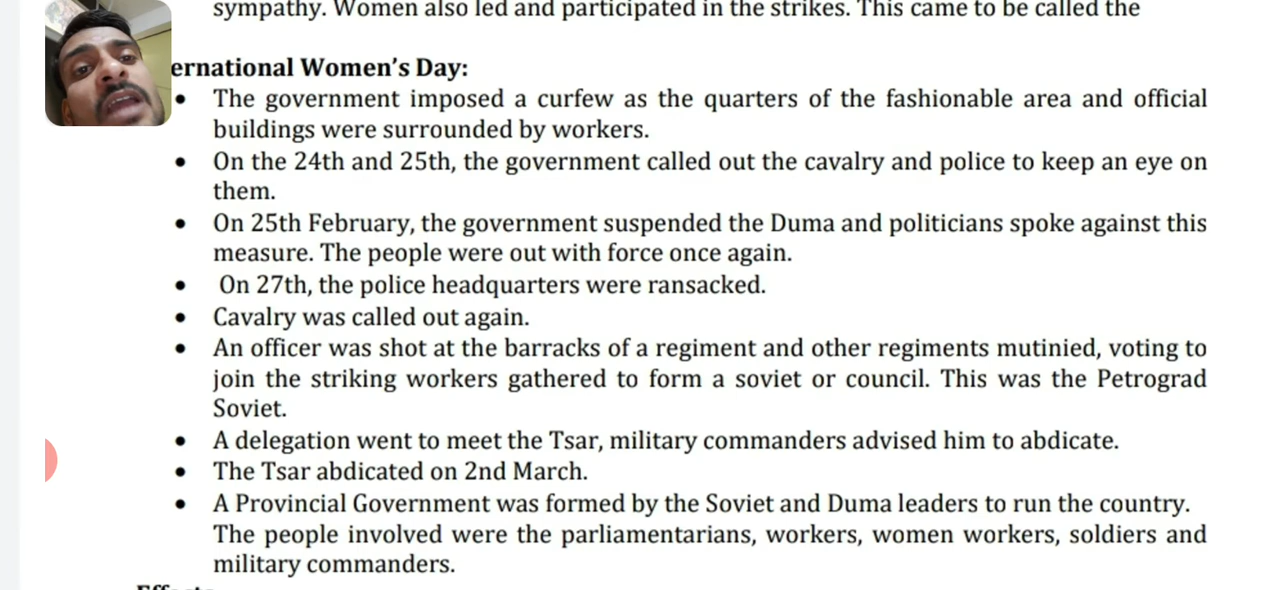 sympathy. Women also led and participated in the strikes. This came to be called the
ernational Women's Day:
• The government imposed a curfew as the quarters of the fashionable area and official
buildings were surrounded by workers.
• On the 24th and 25th, the government called out the cavalry and police to keep an eye on
them.
• On 25th February, the government suspended the Duma and politicians spoke against this
measure. The people were out with force once again.
• On 27th, the police headquarters were ransacked.
• Cavalry was called out again.
• An officer was shot at the barracks of a regiment and other regiments mutinied, voting to
join the striking workers gathered to form a soviet or council. This was the Petrograd
Soviet.
• A delegation went to meet the Tsar, military commanders advised him to abdicate.
• The Tsar abdicated on 2nd March.
• A Provincial Government was formed by the Soviet and Duma leaders to run the country.
The people involved were the parliamentarians, workers, women workers, soldiers and
military commanders.